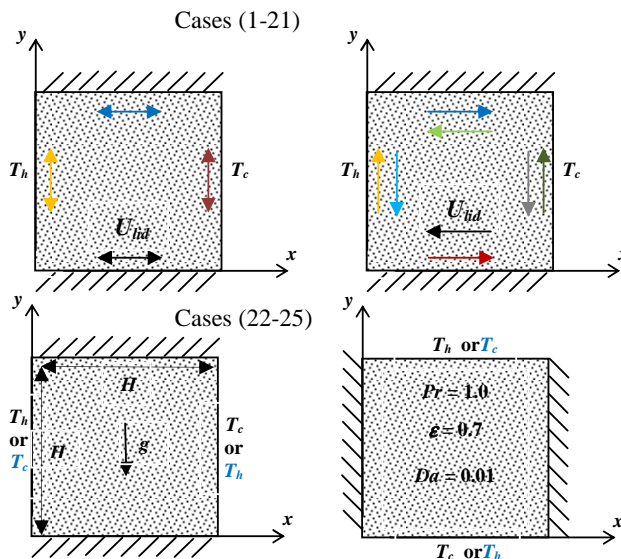 Cases (1-21)
y
y
T_h
T_c
T_h
T_c
U_lid
U_lid
x
x
y
Cases (22-25)
y
T_h or T_c
H
Pr = 1.0
T_h
or
T_c
H
g
T_c
or
T_h
ε = 0.7
Da = 0.01
x
x
T_c or T_h